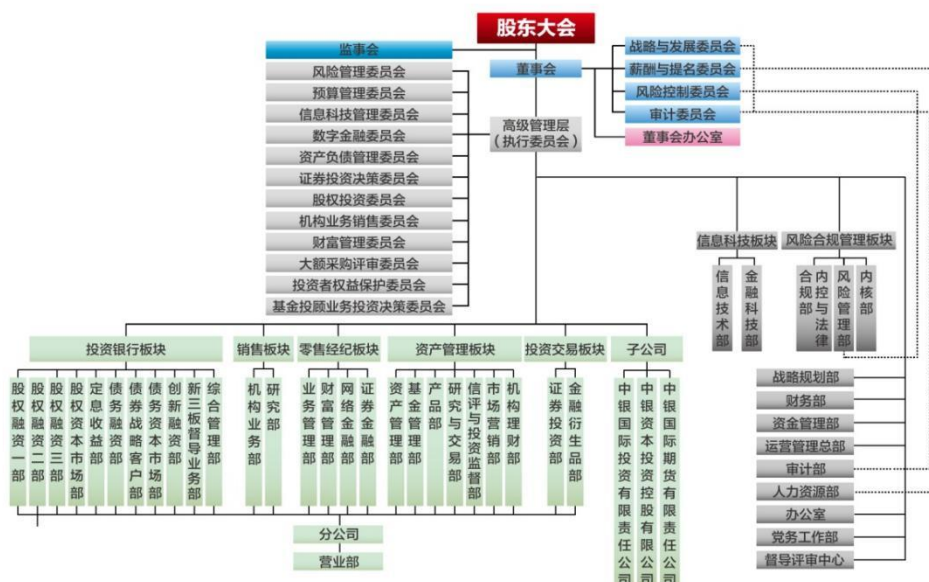 股东大会
监事会
董事会
战略与发展委员会
薪酬与提名委员会
风险控制委员会
审计委员会
董事会办公室
高级管理层
（执行委员会）
风险管理委员会
预算管理委员会
信息科技管理委员会
数字金融委员会
资产负债管理委员会
证券投资决策委员会
股权投资委员会
机构业务销售委员会
财富管理委员会
大额采购评审委员会
投资者权益保护委员会
基金投顾业务投资决策委员会
信息科技板块
风险合规管理板块
信息技术部
金融科技部
内控与法律
合规部
风险管理部
内核部
投资银行板块
销售板块
零售经纪板块
资产管理板块
投资交易板块
子公司
股权融资一部
股权融资二部
股权融资三部
股权资本市场部
定息收益部
债务融资部
债券战略客户部
债务资本市场部
创新融资部
新三板督导业务部
综合管理部
机构业务部
研究部
业务管理部
财富管理部
网络金融部
证券金融部
资产管理部
基金管理部
产品部
研究与交易部
信评与投资监督部
市场营销部
机构理财部
证券投资部
金融衍生品部
中银国际投资有限责任公司
中银资本投资控股有限公司
中银国际期货有限责任公司
分公司
营业部
战略规划部
财务部
资金管理部
运营管理总部
审计部
人力资源部
办公室
党务工作部
督导评审中心